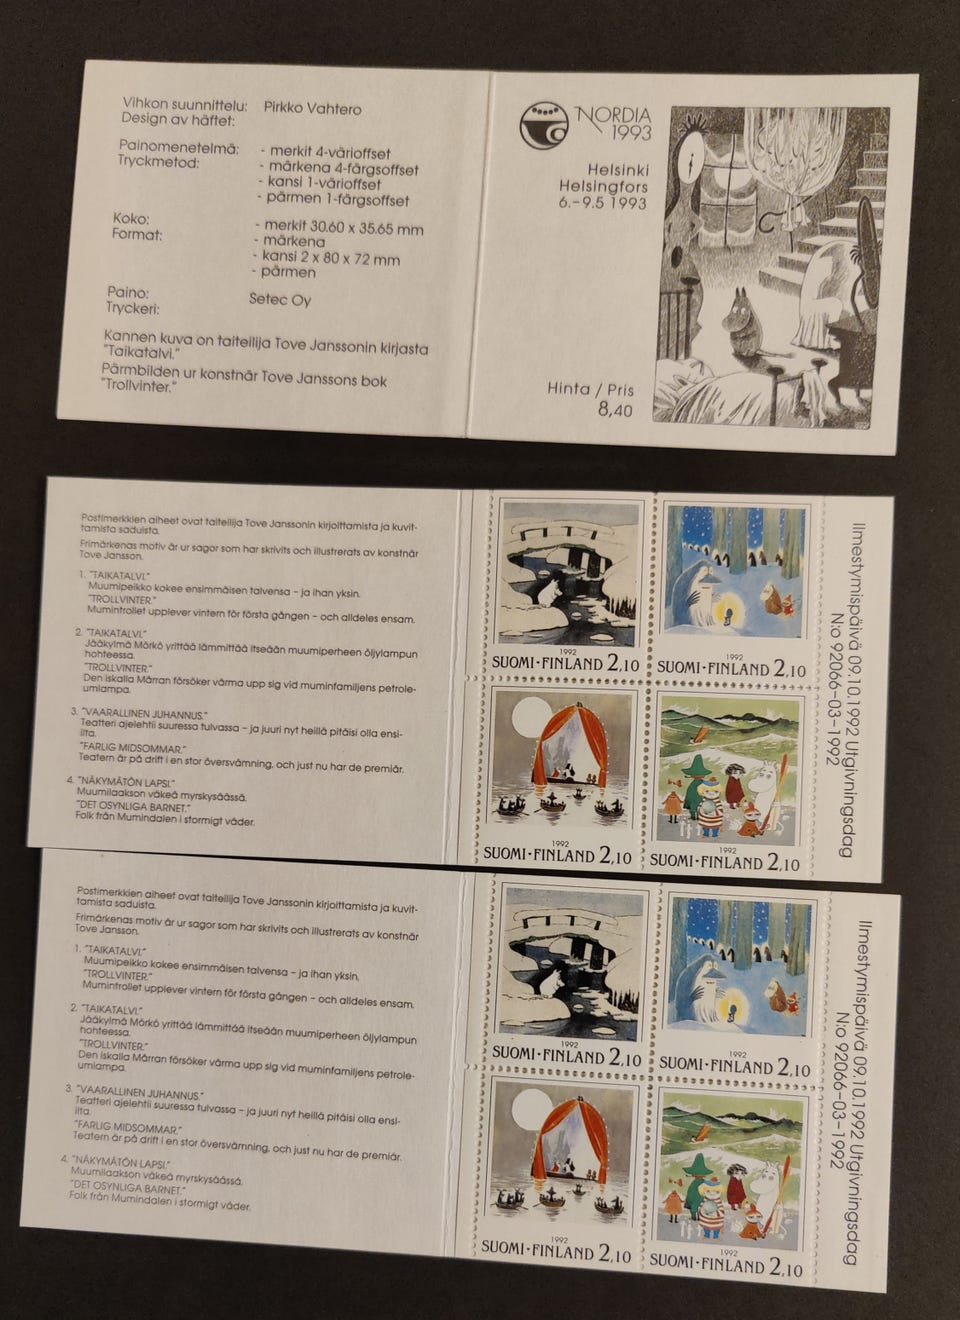 Vihkon suunnittelu: Pirkko Vahtero
Design av häftet:
Painomenetelmä: - merkit 4-värioffset
Tryckmetod: - märkena 4-färgsoffset
- kansi 1-värioffset
- pärmen 1-färgsoffset
Koko: - merkit 30.60 x 35.65 mm
Format: - märkena
- kansi 2 x 80 x 72 mm
- pärmen
Paino: Setec Oy
Tryckeri:
Kannen kuva on taiteilija Tove Janssonin kirjasta
"Taikatalvi."
Pärmbilden ur konstnär Tove Janssons bok
"Trollvinter."
NORDIA
1993
Helsinki
Helsingfors
6.-9.5 1993
Hinta / Pris
8,40
Postimerkkien aiheet ovat taiteilija Tove Janssonin kirjoittamista ja kuvit-
tamista saduista.
Frimärkenas motiv är ur sagor som har skrivits och illustrerats av konstnär
Tove Jansson.
1. "TAIKATALVI."
Muumipeikko kokee ensimmäisen talvensa - ja ihan yksin.
"TROLLVINTER."
Mumintrollet upplever vintern för första gången - och alldeles ensam.
2. "TAIKATALVI."
Jääkylmä Mörkö yrittää lämmittää itseään muumiperheen öljylampun
hohteessa.
"TROLLVINTER."
Den iskalla Mårran försöker värma upp sig vid muminfamiljens petrole-
umlampa.
3. "VAARALLINEN JUHANNUS."
Teatteri ajelehtii suuressa tulvassa - ja juuri nyt heillä pitäisi olla ensi-
ilta.
"FARLIG MIDSOMMAR."
Teatern är på drift i en stor översvämning, och just nu har de premiär.
4. "NÄKYMÄTÖN LAPSI."
Muumilaakson väkeä myrskysäässä.
"DET OSYNLIGA BARNET."
Folk från Mumindalen i stormigt väder.
1992
SUOMI·FINLAND 2,10
1992
SUOMI·FINLAND 2,10
1992
SUOMI·FINLAND 2,10
1992
SUOMI·FINLAND 2,10
Ilmestymispäivä 09.10.1992 Utgivningsdag
N:o 92066-03-1992
Postimerkkien aiheet ovat taiteilija Tove Janssonin kirjoittamista ja kuvit-
tamista saduista.
Frimärkenas motiv är ur sagor som har skrivits och illustrerats av konstnär
Tove Jansson.
1. "TAIKATALVI."
Muumipeikko kokee ensimmäisen talvensa - ja ihan yksin.
"TROLLVINTER."
Mumintrollet upplever vintern för första gången - och alldeles ensam.
2. "TAIKATALVI."
Jääkylmä Mörkö yrittää lämmittää itseään muumiperheen öljylampun
hohteessa.
"TROLLVINTER."
Den iskalla Mårran försöker värma upp sig vid muminfamiljens petrole-
umlampa.
3. "VAARALLINEN JUHANNUS."
Teatteri ajelehtii suuressa tulvassa - ja juuri nyt heillä pitäisi olla ensi-
ilta.
"FARLIG MIDSOMMAR."
Teatern är på drift i en stor översvämning, och just nu har de premiär.
4. "NÄKYMÄTÖN LAPSI."
Muumilaakson väkeä myrskysäässä.
"DET OSYNLIGA BARNET."
Folk från Mumindalen i stormigt väder.
1992
SUOMI·FINLAND 2,10
1992
SUOMI·FINLAND 2,10
1992
SUOMI·FINLAND 2,10
1992
SUOMI·FINLAND 2,10
Ilmestymispäivä 09.10.1992 Utgivningsdag
N:o 92066-03-1992